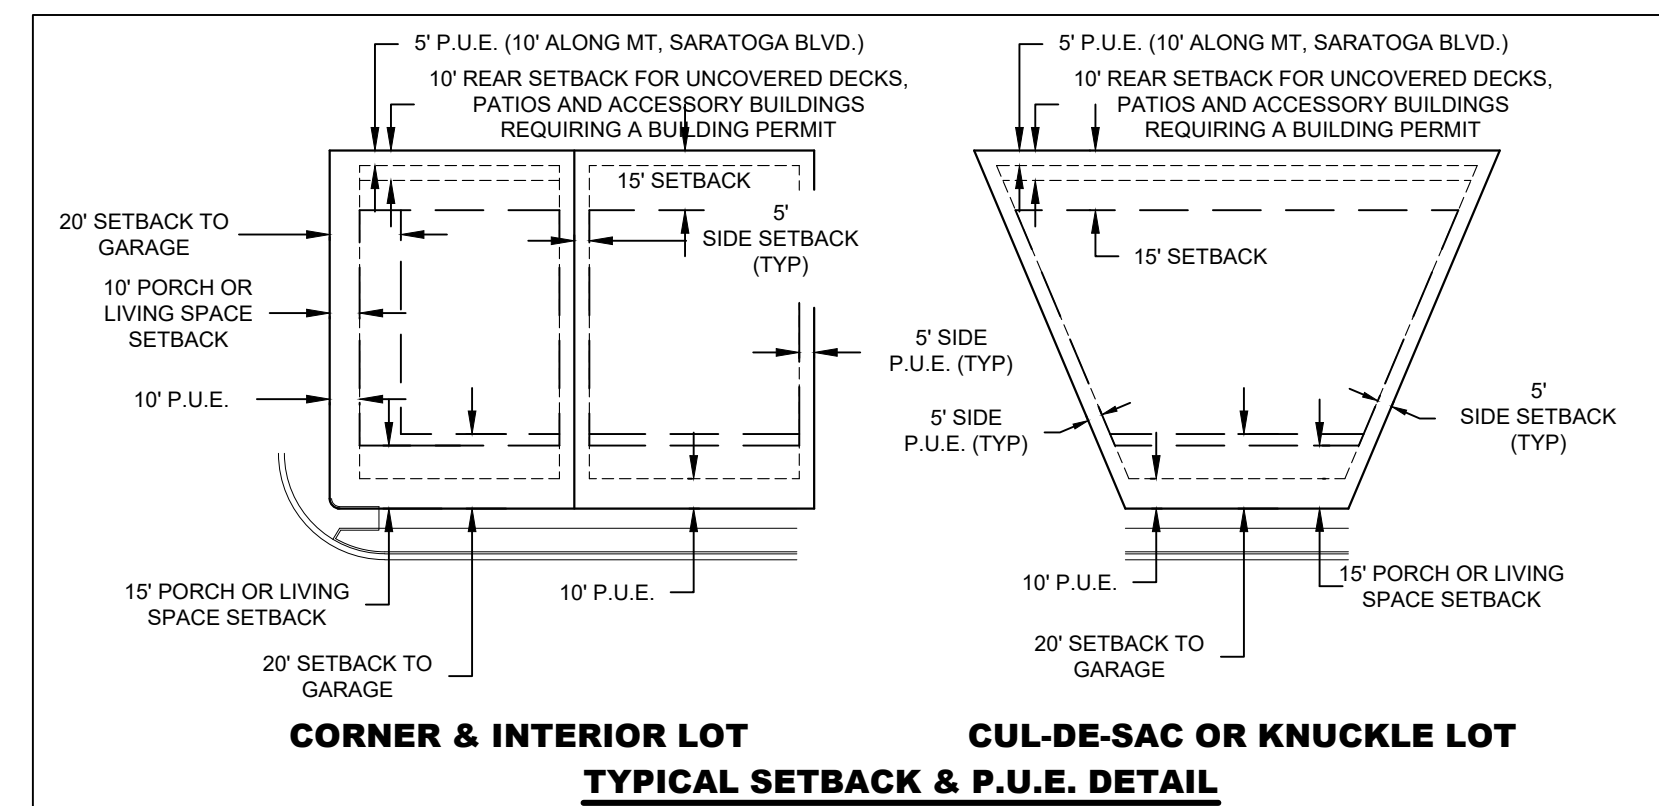 5' P.U.E. (10' ALONG MT, SARATOGA BLVD.)
10' REAR SETBACK FOR UNCOVERED DECKS,
PATIOS AND ACCESSORY BUILDINGS
REQUIRING A BUILDING PERMIT
15' SETBACK
5'
SIDE SETBACK
(TYP)
20' SETBACK TO
GARAGE
10' PORCH OR
LIVING SPACE
SETBACK
10' P.U.E.
5' SIDE
P.U.E. (TYP)
15' PORCH OR LIVING
SPACE SETBACK
10' P.U.E.
20' SETBACK TO
GARAGE
CORNER & INTERIOR LOT
5' P.U.E. (10' ALONG MT, SARATOGA BLVD.)
10' REAR SETBACK FOR UNCOVERED DECKS,
PATIOS AND ACCESSORY BUILDINGS
REQUIRING A BUILDING PERMIT
15' SETBACK
5' SIDE
P.U.E. (TYP)
5'
SIDE SETBACK
(TYP)
10' P.U.E.
15' PORCH OR LIVING
SPACE SETBACK
20' SETBACK TO
GARAGE
CUL-DE-SAC OR KNUCKLE LOT
TYPICAL SETBACK & P.U.E. DETAIL